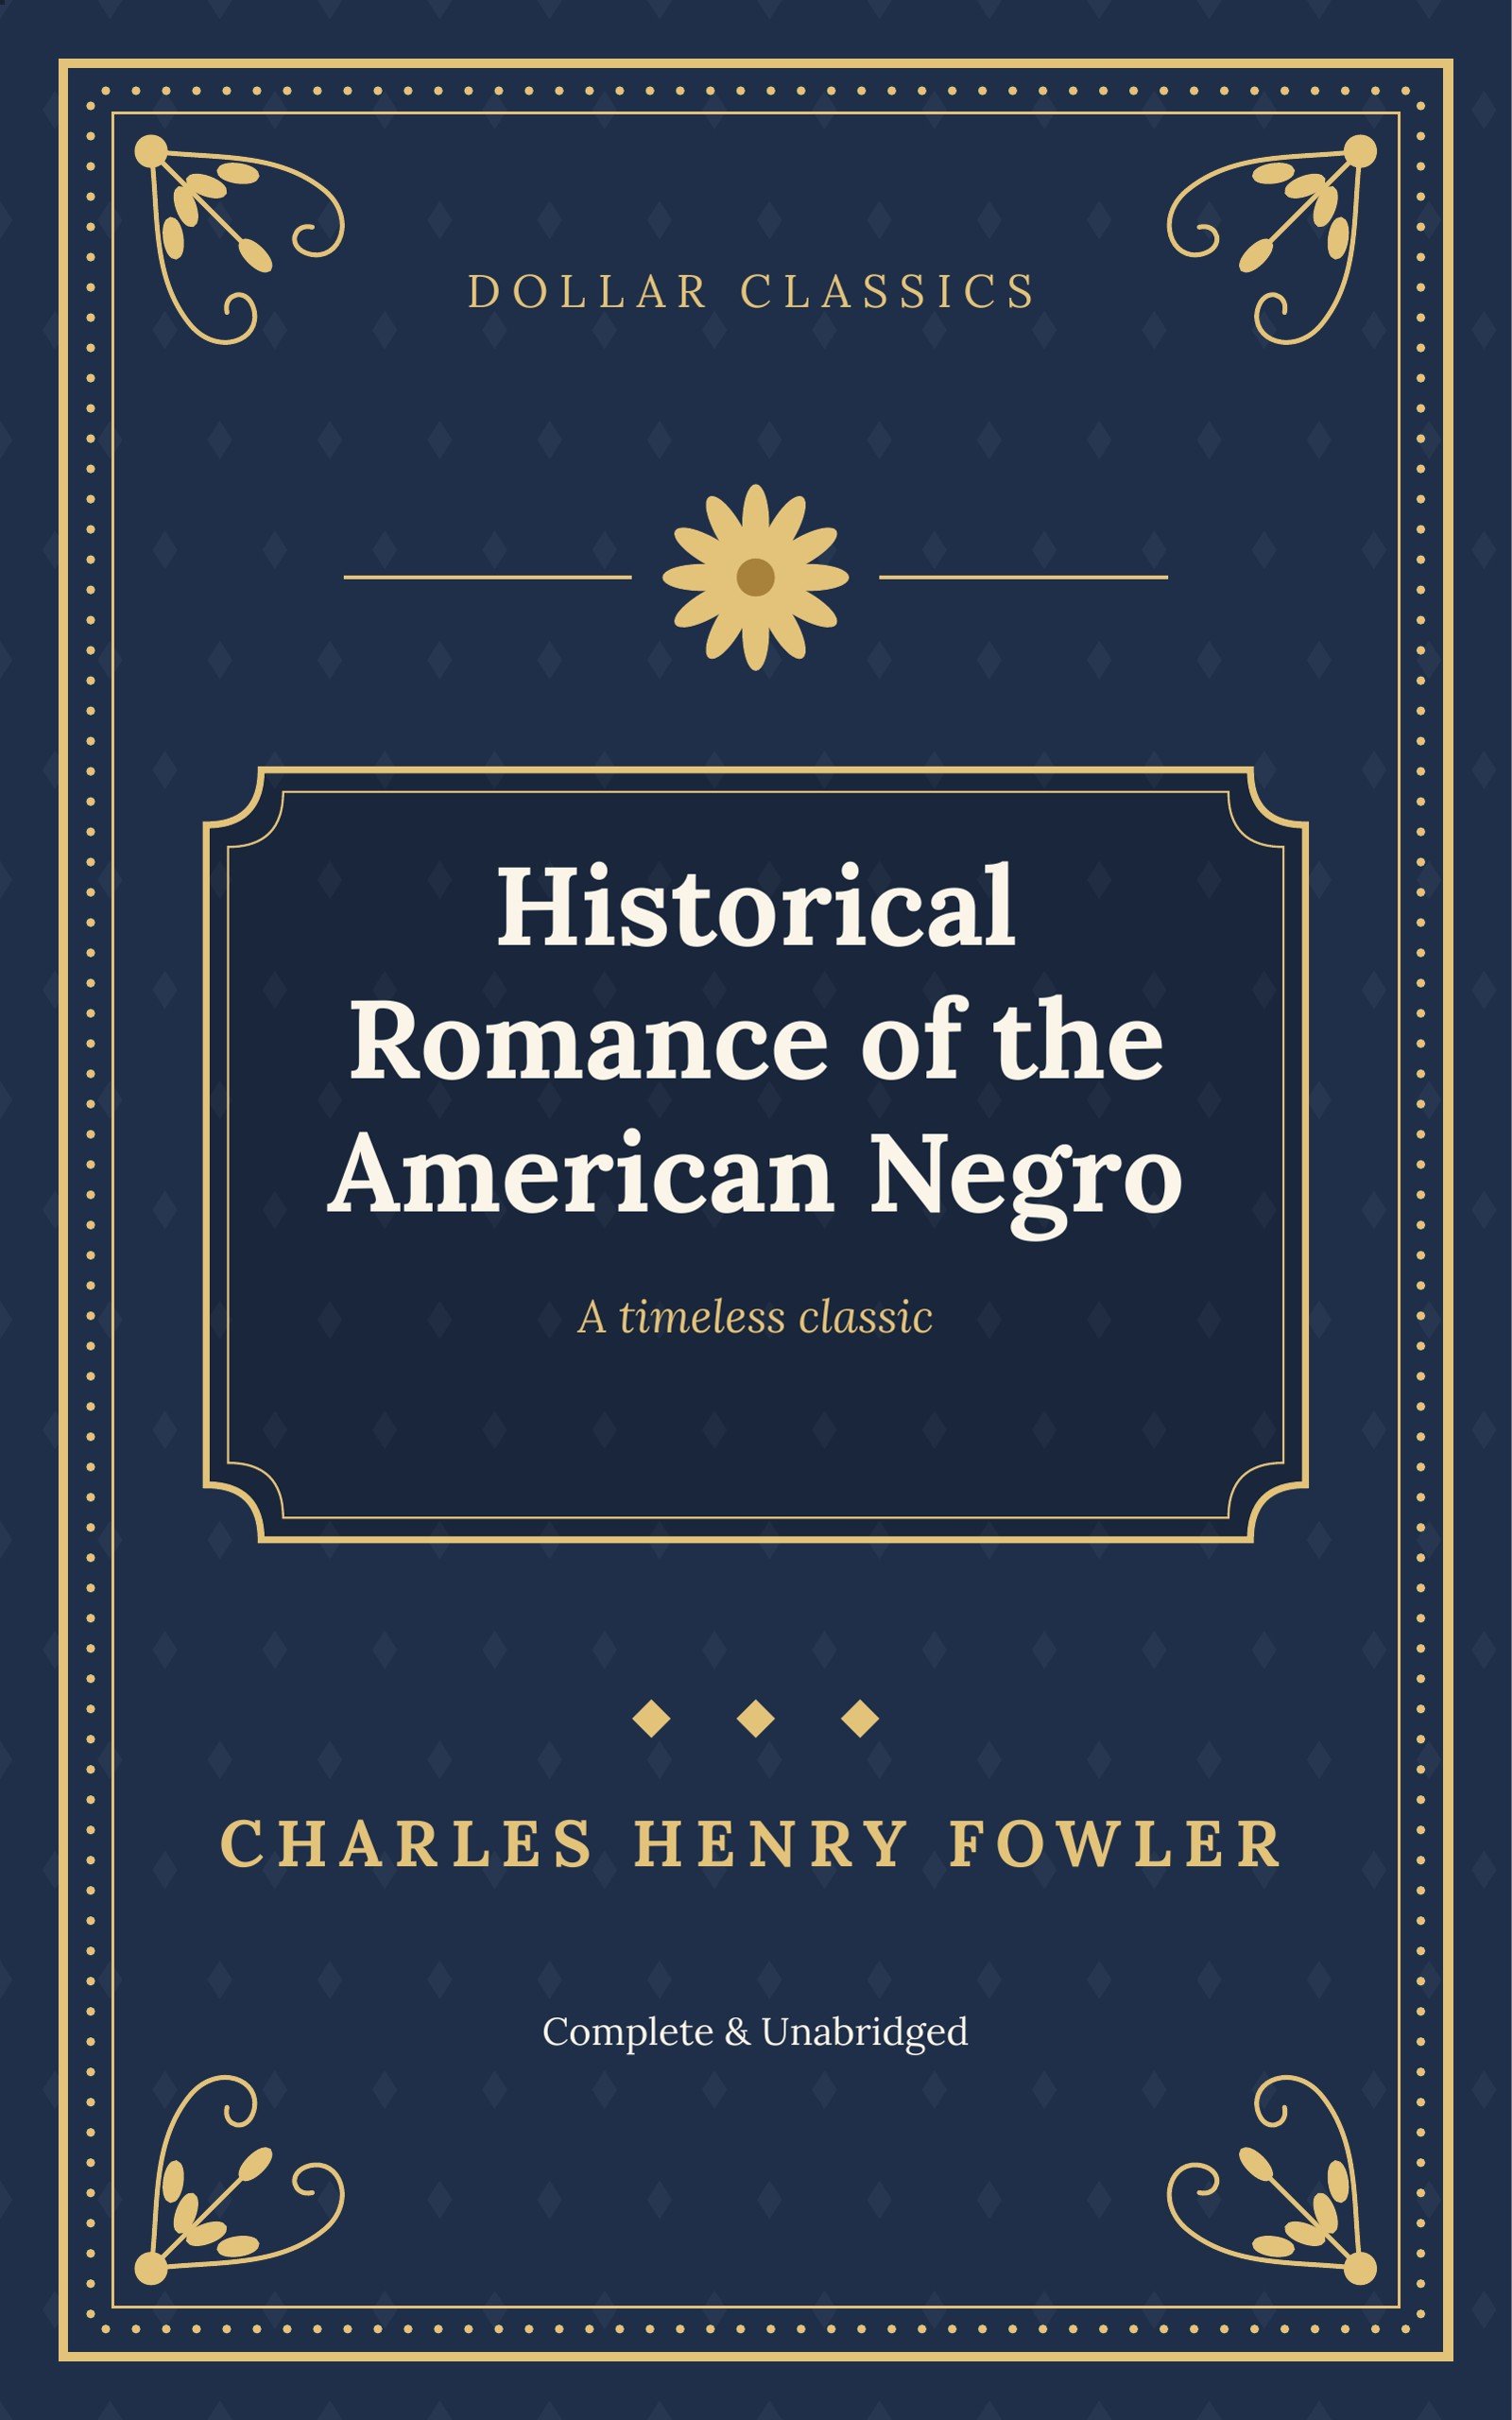 DOLLAR CLASSICS
Historical
Romance of the
American Negro
A timeless classic
CHARLES HENRY FOWLER
Complete & Unabridged